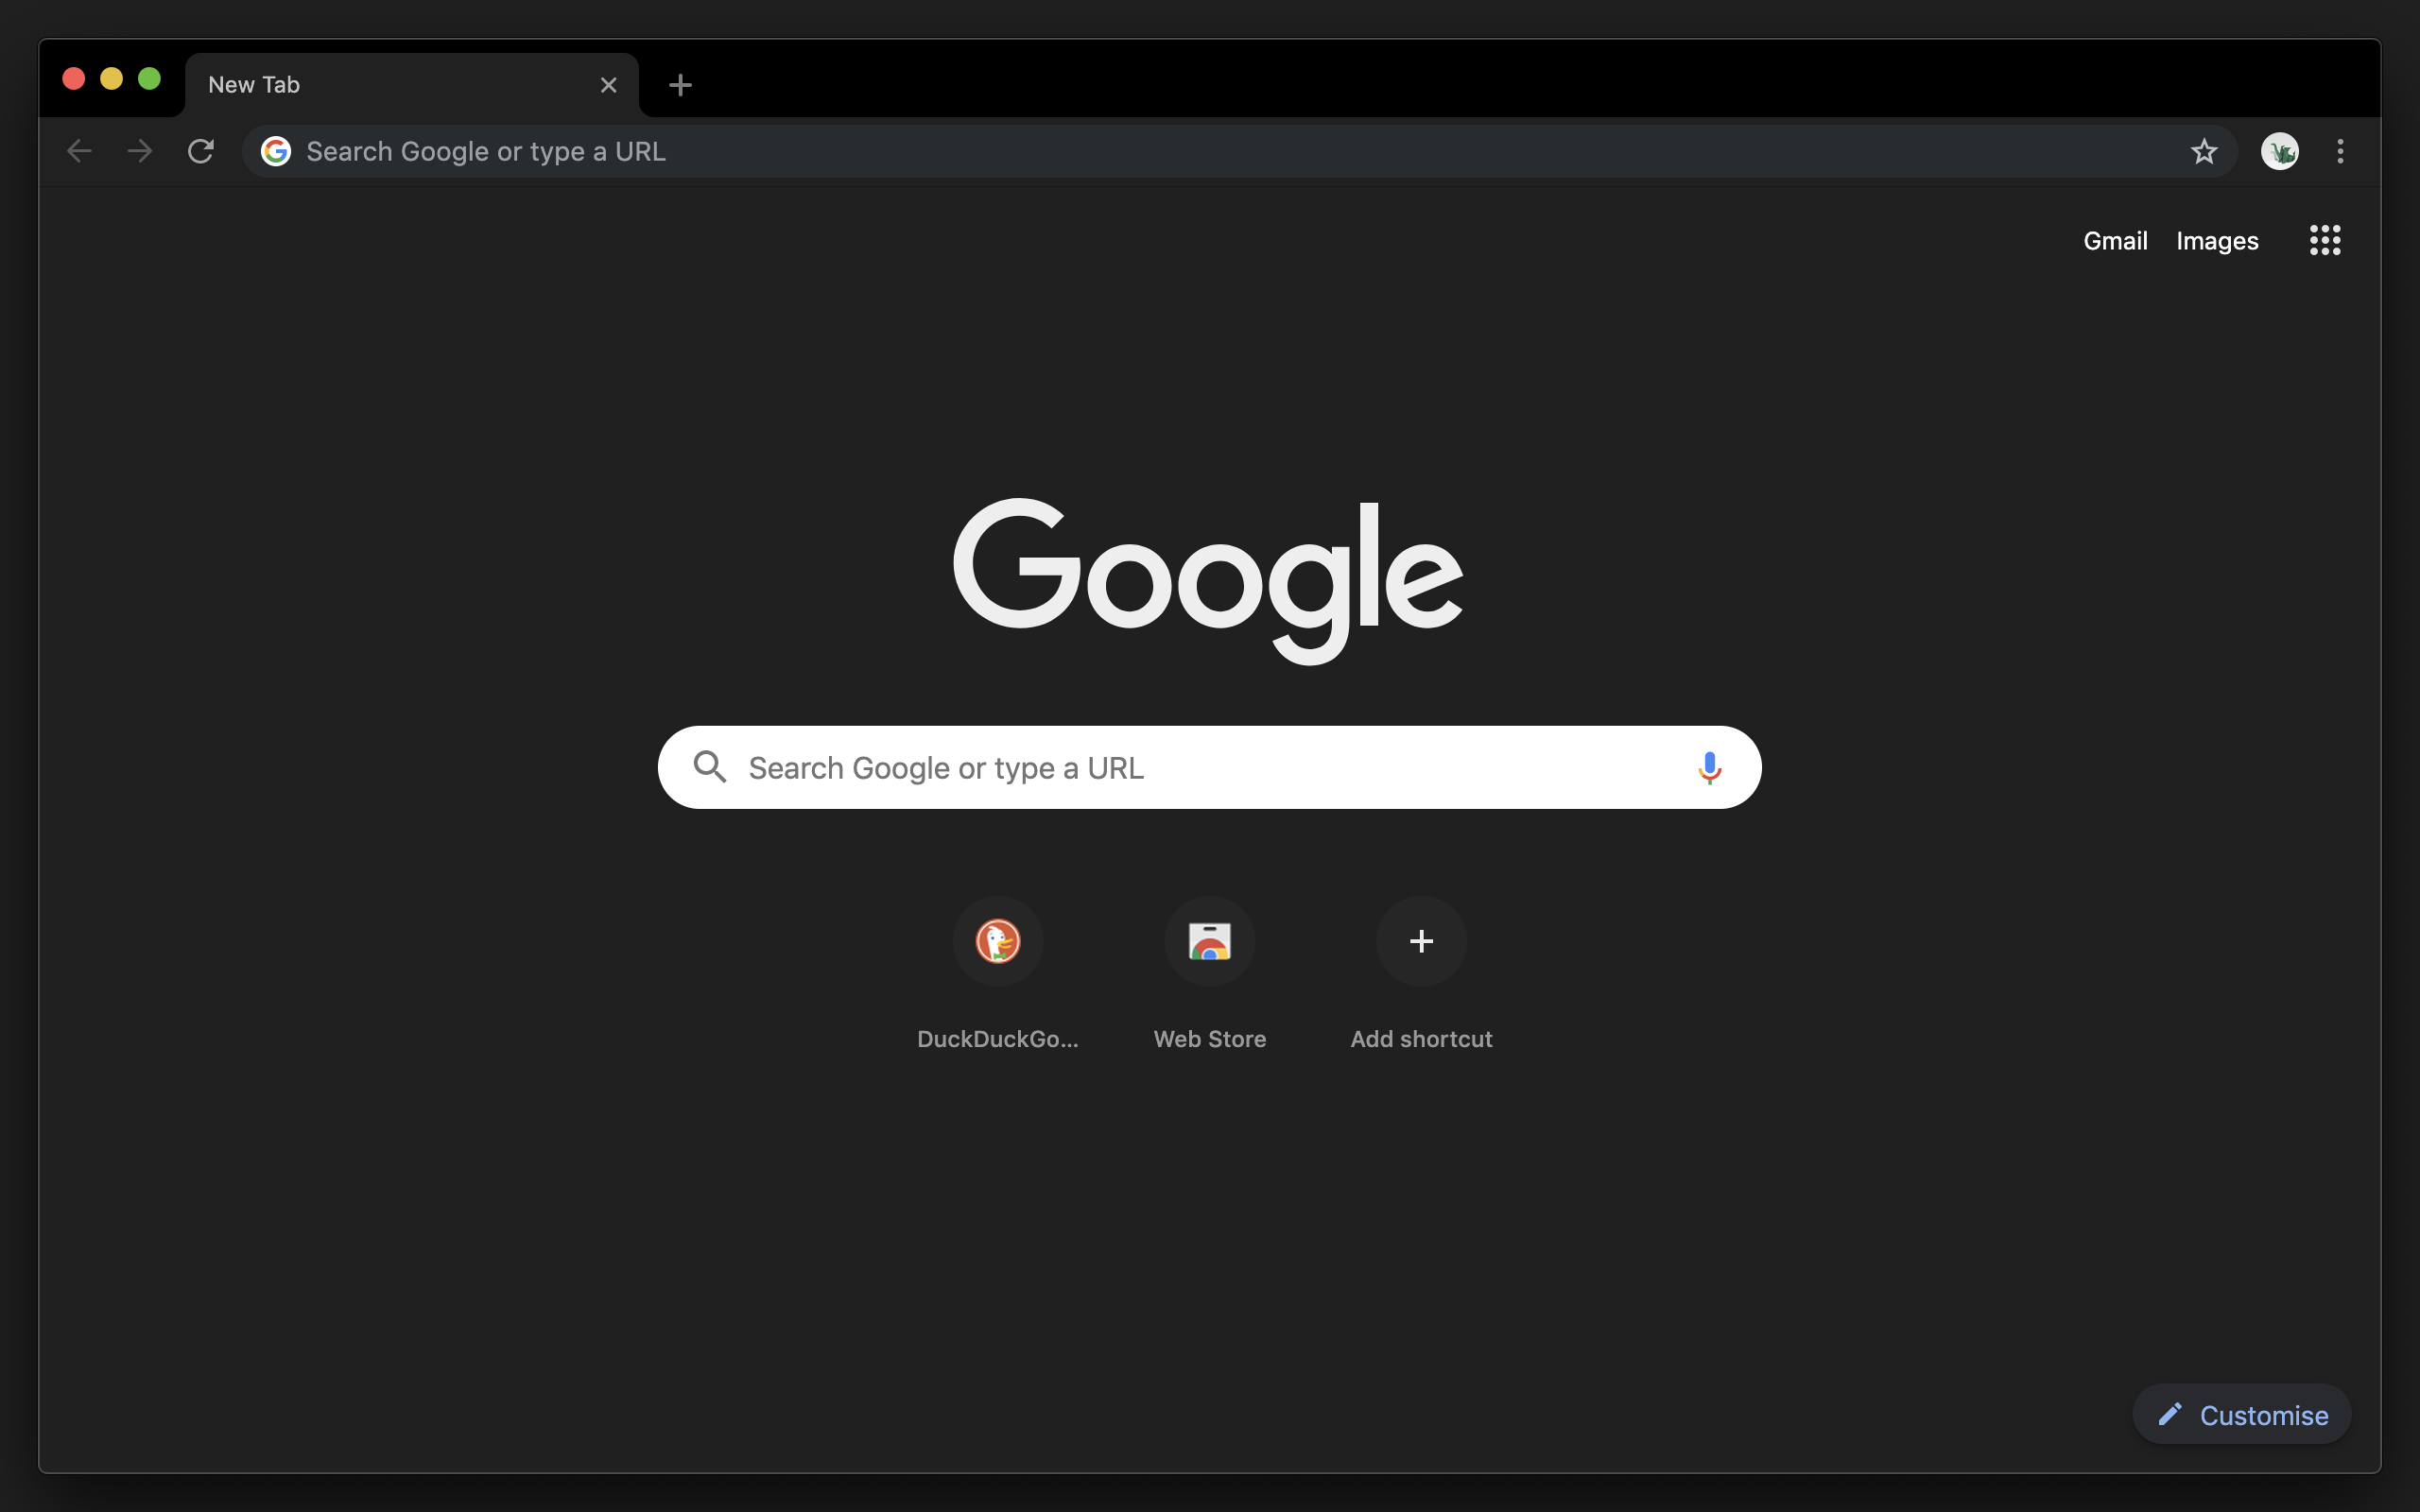 New Tab
Search Google or type a URL
Gmail Images
Google
Search Google or type a URL
DuckDuckGo... Web Store Add shortcut
Customise